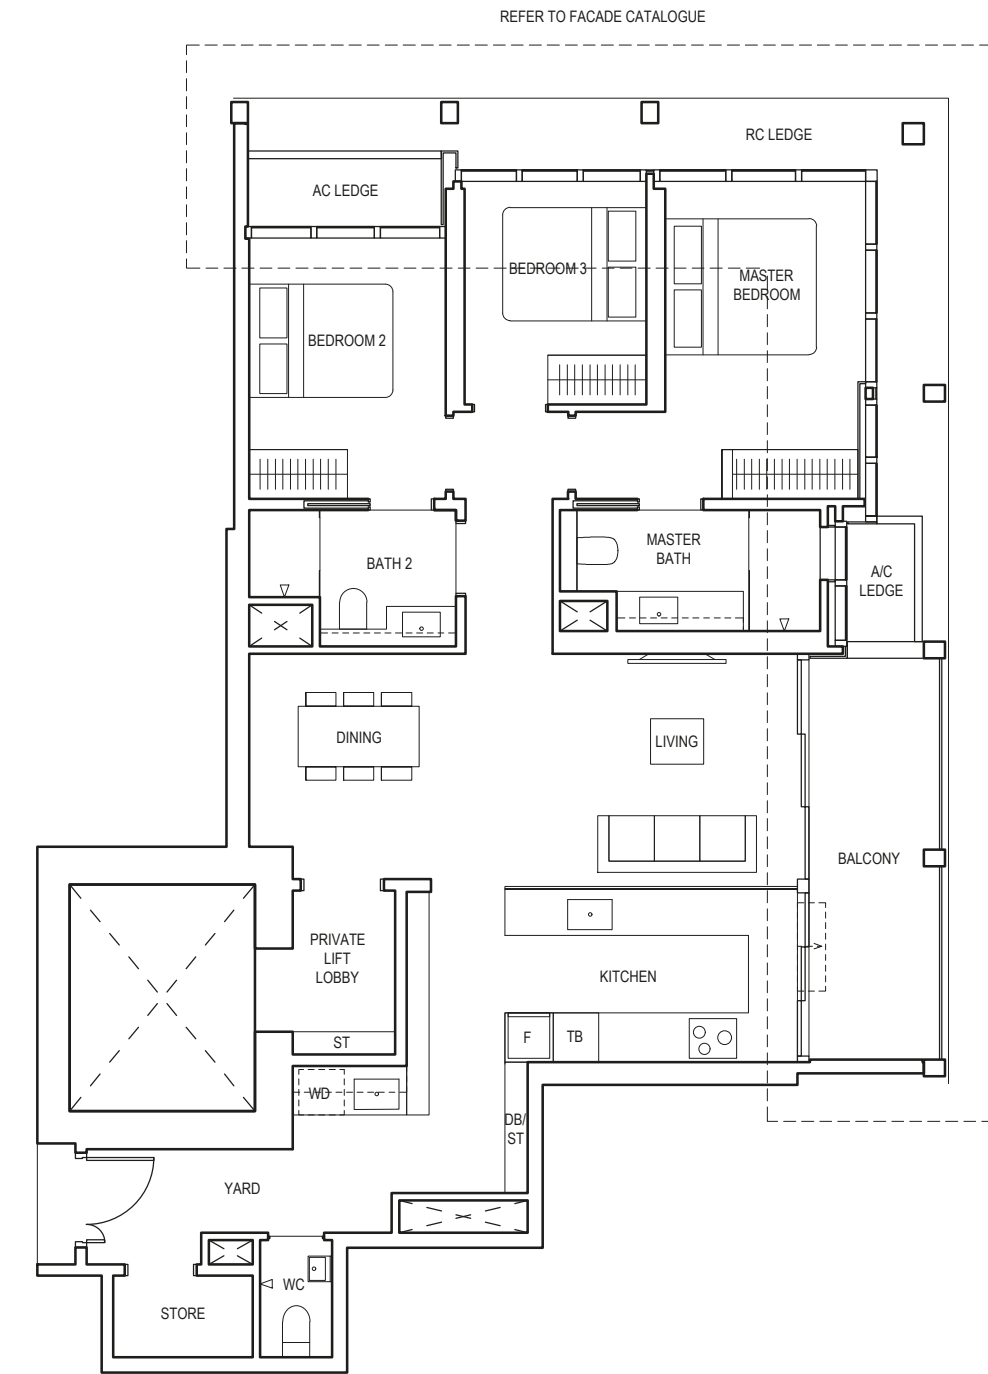 REFER TO FACADE CATALOGUE
RC LEDGE
AC LEDGE
BEDROOM 3
MASTER
BEDROOM
BEDROOM 2
MASTER
BATH
BATH 2
A/C
LEDGE
DINING
LIVING
BALCONY
PRIVATE
LIFT
LOBBY
KITCHEN
ST
F
TB
WD
DB/
ST
YARD
WC
STORE